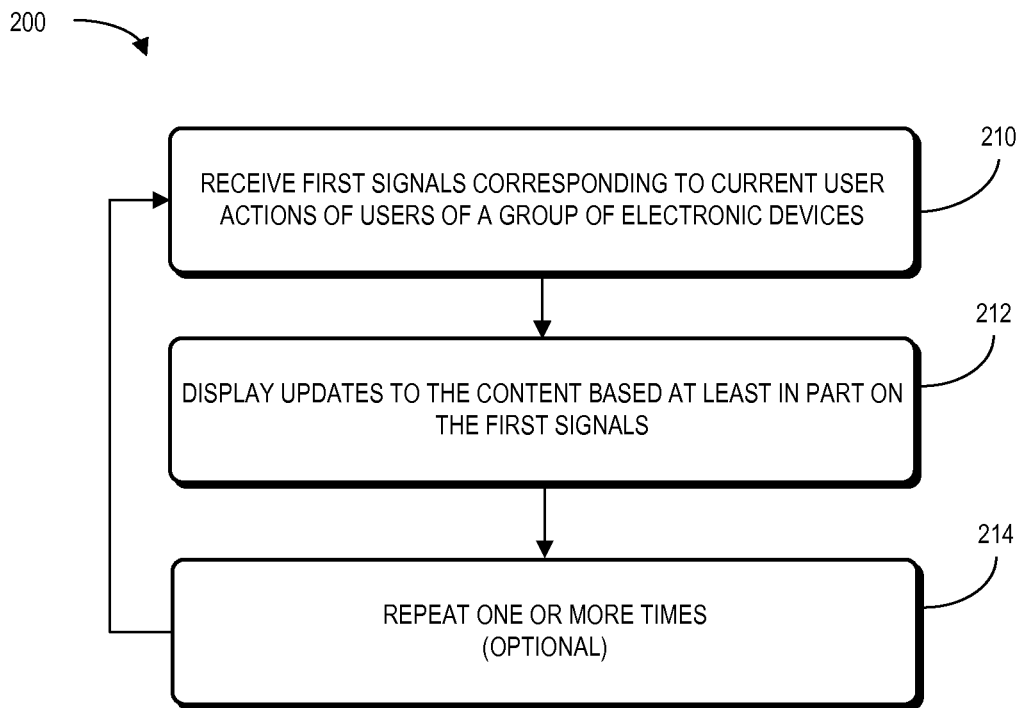 200
210
RECEIVE FIRST SIGNALS CORRESPONDING TO CURRENT USER
ACTIONS OF USERS OF A GROUP OF ELECTRONIC DEVICES
212
DISPLAY UPDATES TO THE CONTENT BASED AT LEAST IN PART ON
THE FIRST SIGNALS
214
REPEAT ONE OR MORE TIMES
(OPTIONAL)